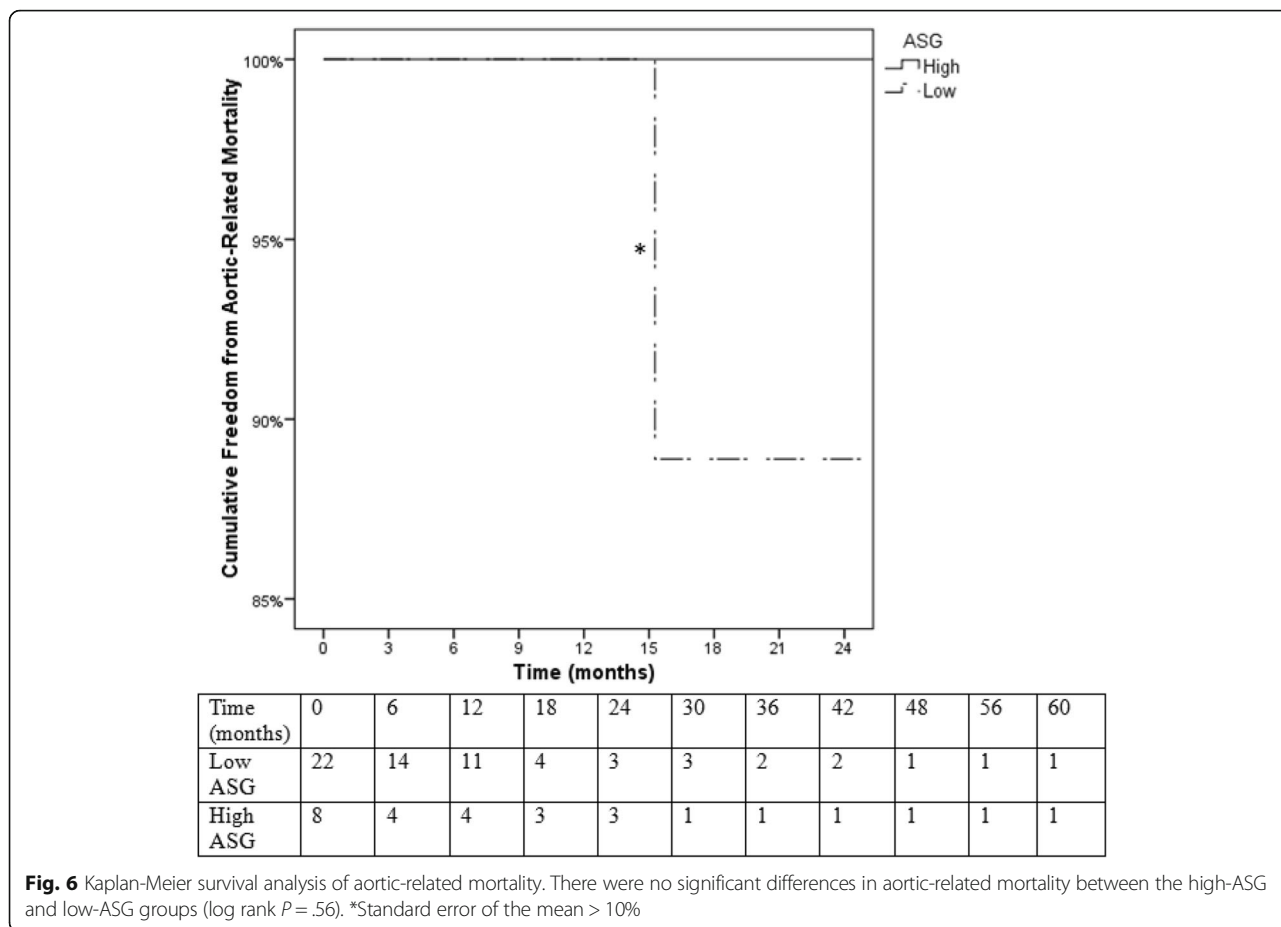 ASG
High
Low
100%
95%
90%
85%
*
Cumulative Freedom from Aortic-Related Mortality
0 3 6 9 12 15 18 21 24
Time (months)
Time (months) 0 6 12 18 24 30 36 42 48 56 60
Low ASG 22 14 11 4 3 3 2 2 1 1 1
High ASG 8 4 4 3 3 1 1 1 1 1 1
Fig. 6 Kaplan-Meier survival analysis of aortic-related mortality. There were no significant differences in aortic-related mortality between the high-ASG
and low-ASG groups (log rank P = .56). *Standard error of the mean > 10%